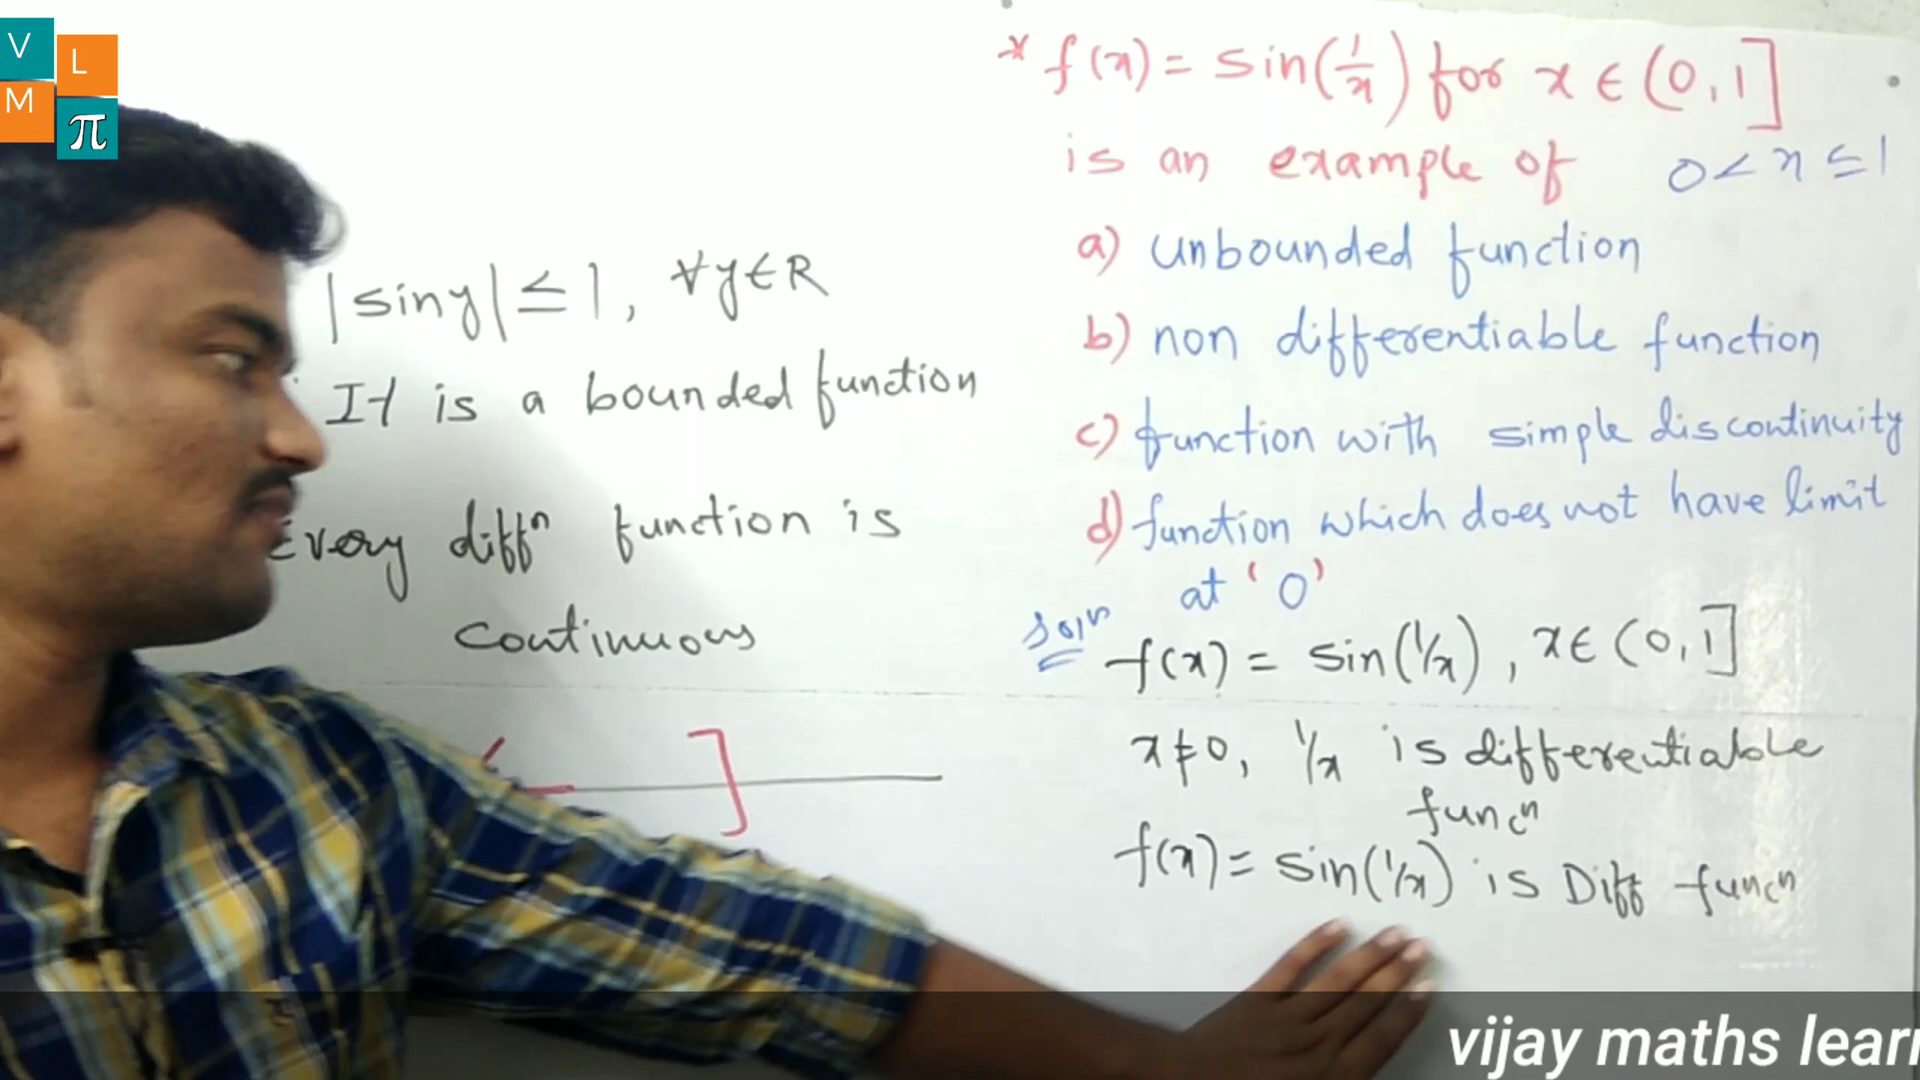 V
L
M
π
* f(x) = sin(1/x) for x ∈ (0,1]
is an example of 0 < x ≤ 1
a) unbounded function
b) non differentiable function
c) function with simple discontinuity
d) function which does not have limit
at '0'
|sin y| ≤ 1, ∀ y ∈ R
It is a bounded function
Every diffⁿ function is
continuous
Solⁿ
f(x) = sin(1/x), x ∈ (0,1]
x ≠ 0, 1/x is differentiable
funcⁿ
f(x) = sin(1/x) is Diff funcⁿ
vijay maths lear